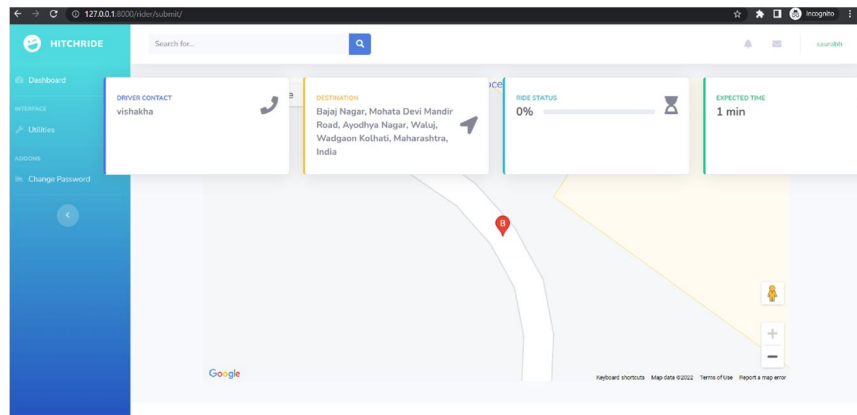 127.0.0.1:8000/rider/submit/
Incognito
HITCHRIDE
Search for...
saurabh
Dashboard
INTERFACE
Utilities
ADDONS
Change Password
DRIVER CONTACT
vishakha
DESTINATION
Bajaj Nagar, Mohata Devi Mandir
Road, Ayodhya Nagar, Waluj,
Wadgaon Kolhati, Maharashtra,
India
RIDE STATUS
0%
EXPECTED TIME
1 min
B
Google
Keyboard shortcuts Map data ©2022 Terms of Use Report a map error